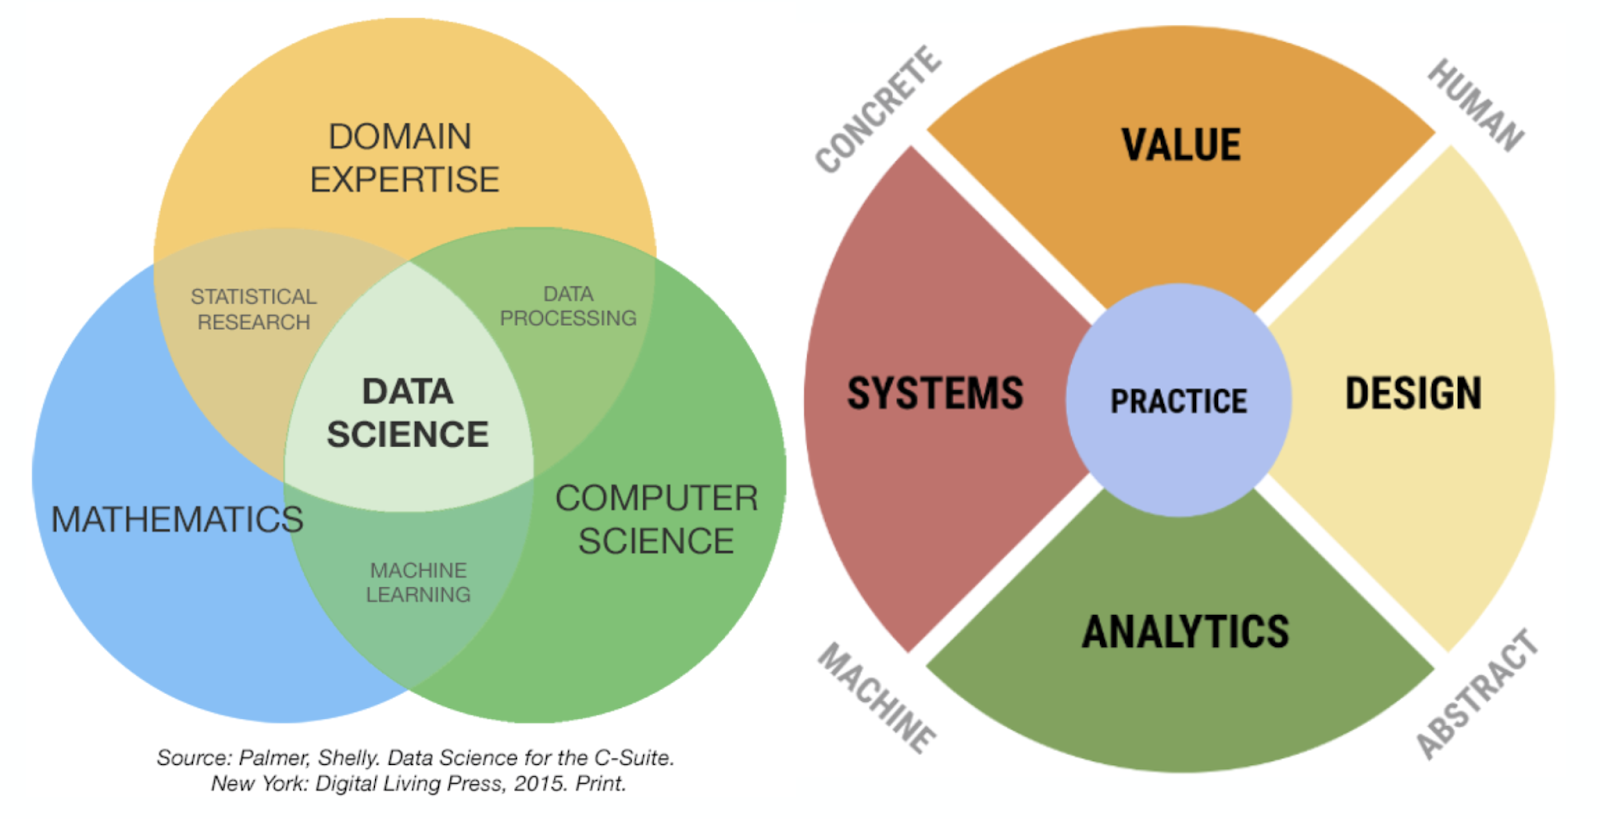 DOMAIN
EXPERTISE
STATISTICAL
RESEARCH
DATA
PROCESSING
DATA
SCIENCE
MATHEMATICS
COMPUTER
SCIENCE
MACHINE
LEARNING
Source: Palmer, Shelly. Data Science for the C-Suite.
New York: Digital Living Press, 2015. Print.
CONCRETE
HUMAN
VALUE
SYSTEMS
PRACTICE
DESIGN
ANALYTICS
MACHINE
ABSTRACT